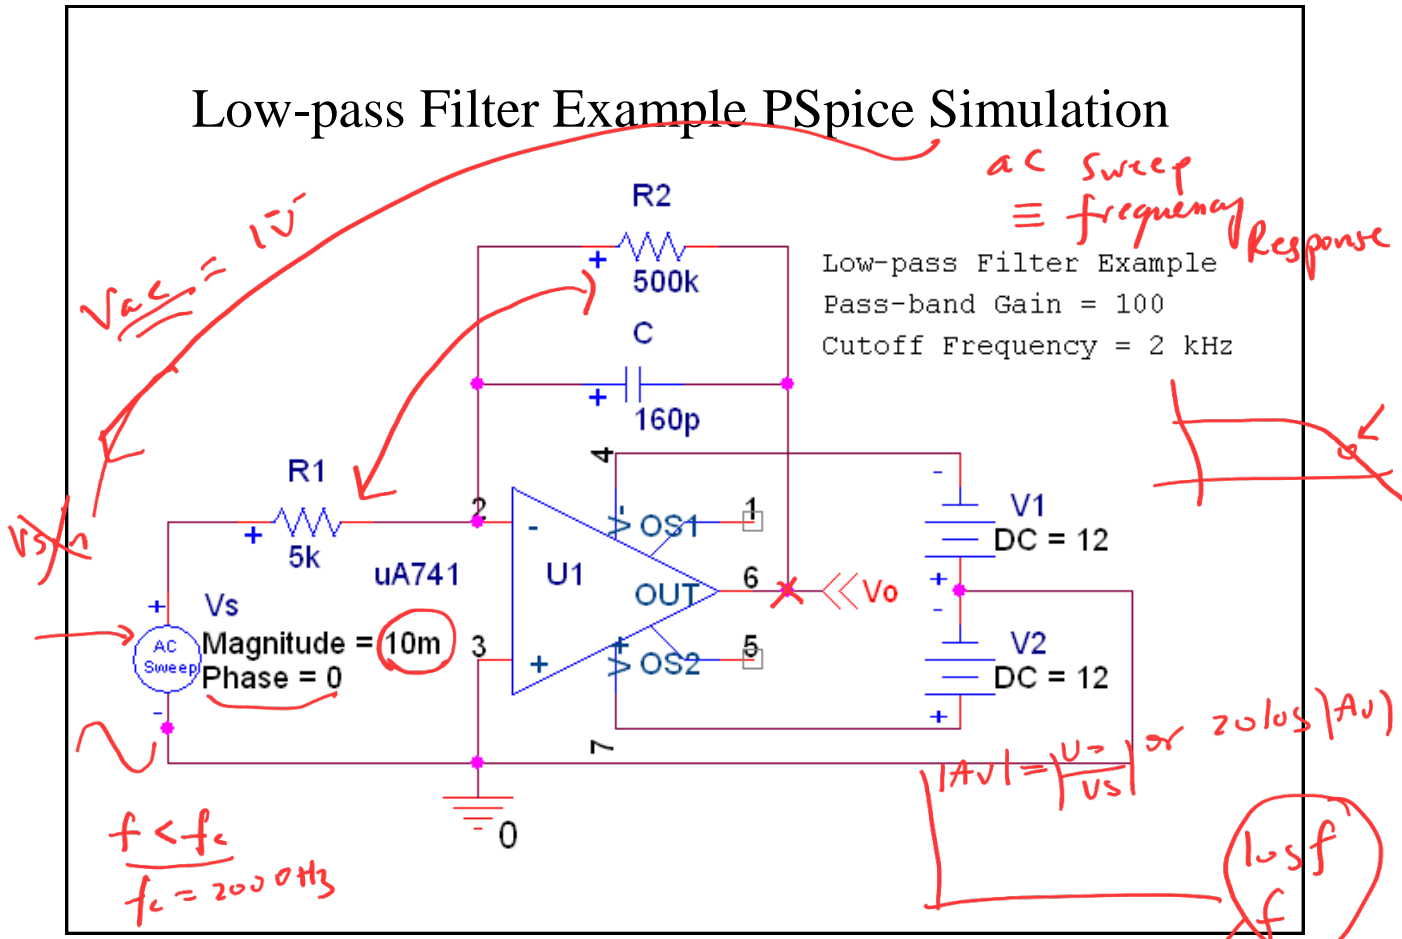 Low-pass Filter Example PSpice Simulation
ac sweep
≡ frequency
Response
Vac = 1V
R2
500k
Low-pass Filter Example
Pass-band Gain = 100
Cutoff Frequency = 2 kHz
C
160p
R1
5k
4
2
1
V-
OS1
V1
DC = 12
uA741
U1
OUT
6
Vo
Vs
Magnitude = 10m
Phase = 0
AC
Sweep
3
V+
OS2
5
V2
DC = 12
7
|Av| = |Vo/Vs| or 20log|Av|
0
f < fc
fc = 2000Hz
log f
f